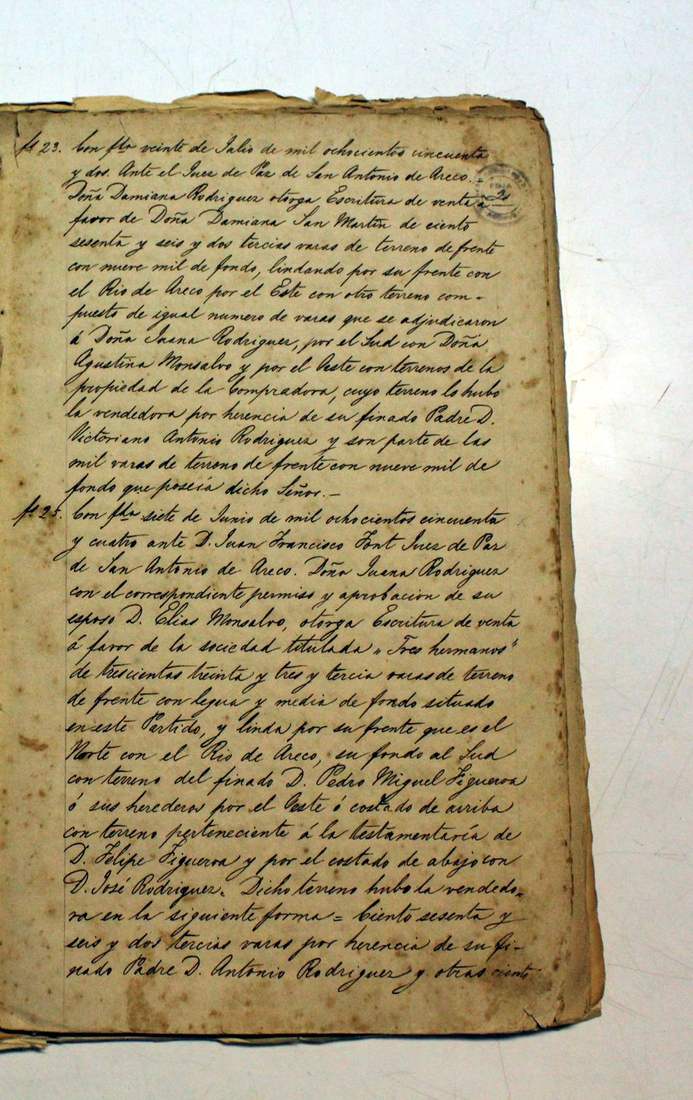 fs 23. Con fha veinte de Julio de mil ochocientos cincuenta
y dos. Ante el Juez de Paz de San Antonio de Areco. =
Doña Damiana Rodriguez otorga Escritura de venta á
favor de Doña Damiana San Martin de ciento
sesenta y seis y dos tercias varas de terreno de frente
con nueve mil de fondo, lindando por su frente con
el Rio de Areco por el Este con otro terreno com-
puesto de igual numero de varas que se adjudicaron
á Doña Juana Rodriguez, por el Sud con Doña
Agustina Monsalvo y por el Oeste con terrenos de la
propiedad de la Compradora, cuyo terreno lo hubo
la vendedora por herencia de su finado Padre D.
Victoriano Antonio Rodriguez y son parte de las
mil varas de terreno de frente con nueve mil de
fondo que poseía dicho Señor. —
fs 25. Con fha siete de Junio de mil ochocientos cincuenta
y cuatro ante D. Juan Francisco Font Juez de Paz
de San Antonio de Areco. Doña Juana Rodriguez
con el correspondiente permiso y aprobacion de su
esposo D. Elias Monsalvo, otorga Escritura de venta
á favor de la sociedad titulada „Tres hermanos"
de trescientas treinta y tres y tercia varas de terreno
de frente con legua y media de fondo situado
en este Partido, y linda por su frente que es el
Norte con el Rio de Areco, su fondo al Sud
con terreno del finado D. Pedro Miguel Figueroa
ó sus herederos por el Oeste ó costado de arriba
con terreno perteneciente á la testamentaría de
D. Felipe Figueroa y por el costado de abajo con
D. José Rodriguez. Dicho terreno hubo la vendedo-
ra en la siguiente forma = Ciento sesenta y
seis y dos tercias varas por herencia de su fi-
nado Padre D. Antonio Rodriguez y otras ciento